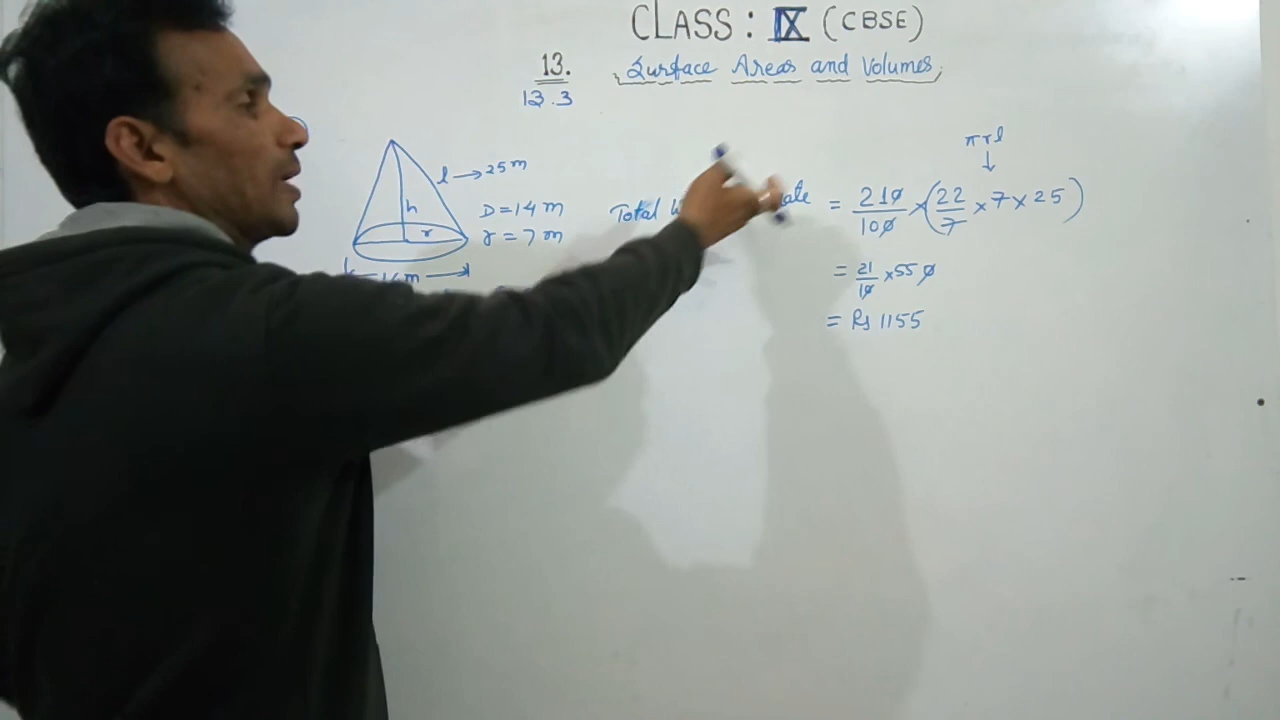 CLASS : IX (CBSE)
13. Surface Areas and Volumes
13.3
l → 25 m
h
r
D = 14 m
r = 7 m
14 m
πrl
↓
Total = 210/100 × (22/7 × 7 × 25)
= 21/10 × 550
= Rs 1155